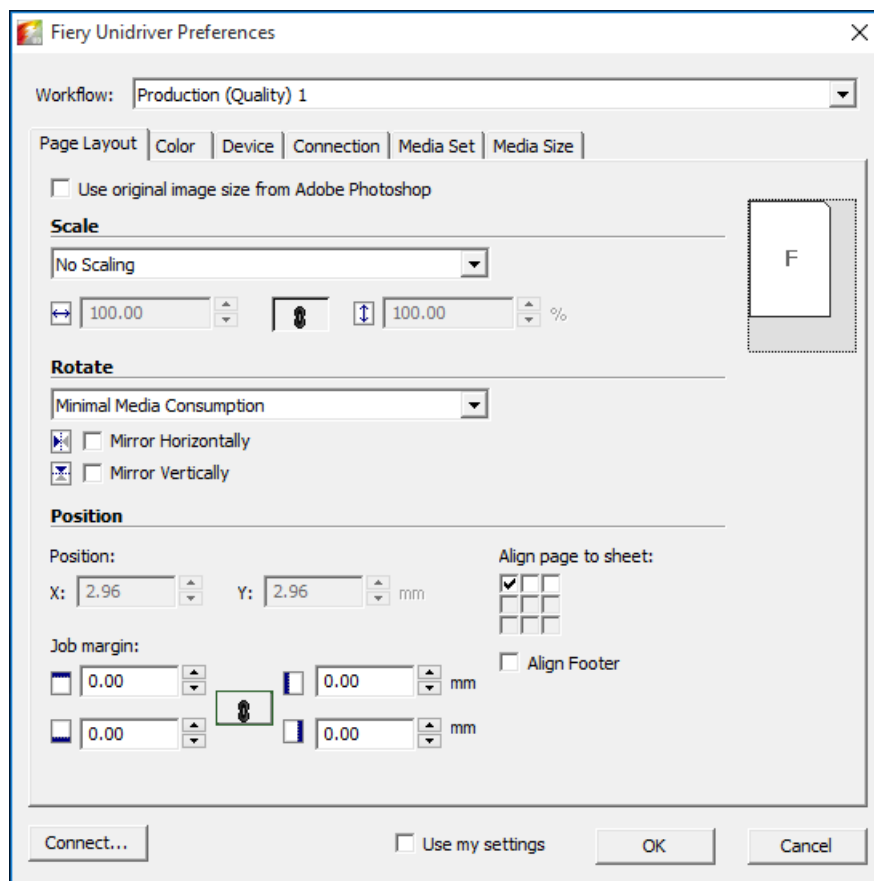 Fiery Unidriver Preferences
Workflow: Production (Quality) 1
Page Layout Color Device Connection Media Set Media Size
Use original image size from Adobe Photoshop
Scale
No Scaling
F
100.00 100.00 %
Rotate
Minimal Media Consumption
Mirror Horizontally
Mirror Vertically
Position
Position: Align page to sheet:
X: 2.96 Y: 2.96 mm
Job margin:
Align Footer
0.00 0.00 mm
0.00 0.00 mm
Connect... Use my settings OK Cancel